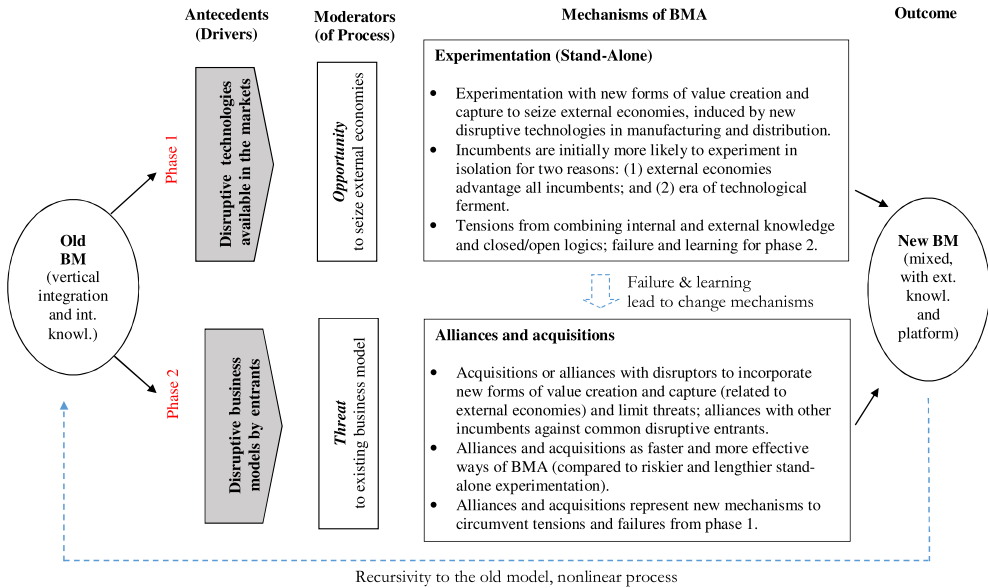 Antecedents
(Drivers)
Moderators
(of Process)
Mechanisms of BMA
Outcome
Phase 1
Disruptive technologies
available in the markets
Opportunity
to seize external economies
Experimentation (Stand-Alone)
• Experimentation with new forms of value creation and
capture to seize external economies, induced by new
disruptive technologies in manufacturing and distribution.
• Incumbents are initially more likely to experiment in
isolation for two reasons: (1) external economies
advantage all incumbents; and (2) era of technological
ferment.
• Tensions from combining internal and external knowledge
and closed/open logics; failure and learning for phase 2.
Old
BM
(vertical
integration
and int.
knowl.)
New BM
(mixed,
with ext.
knowl.
and
platform)
Failure & learning
lead to change mechanisms
Phase 2
Disruptive business
models by entrants
Threat
to existing business model
Alliances and acquisitions
• Acquisitions or alliances with disruptors to incorporate
new forms of value creation and capture (related to
external economies) and limit threats; alliances with other
incumbents against common disruptive entrants.
• Alliances and acquisitions as faster and more effective
ways of BMA (compared to riskier and lengthier stand-
alone experimentation).
• Alliances and acquisitions represent new mechanisms to
circumvent tensions and failures from phase 1.
Recursivity to the old model, nonlinear process